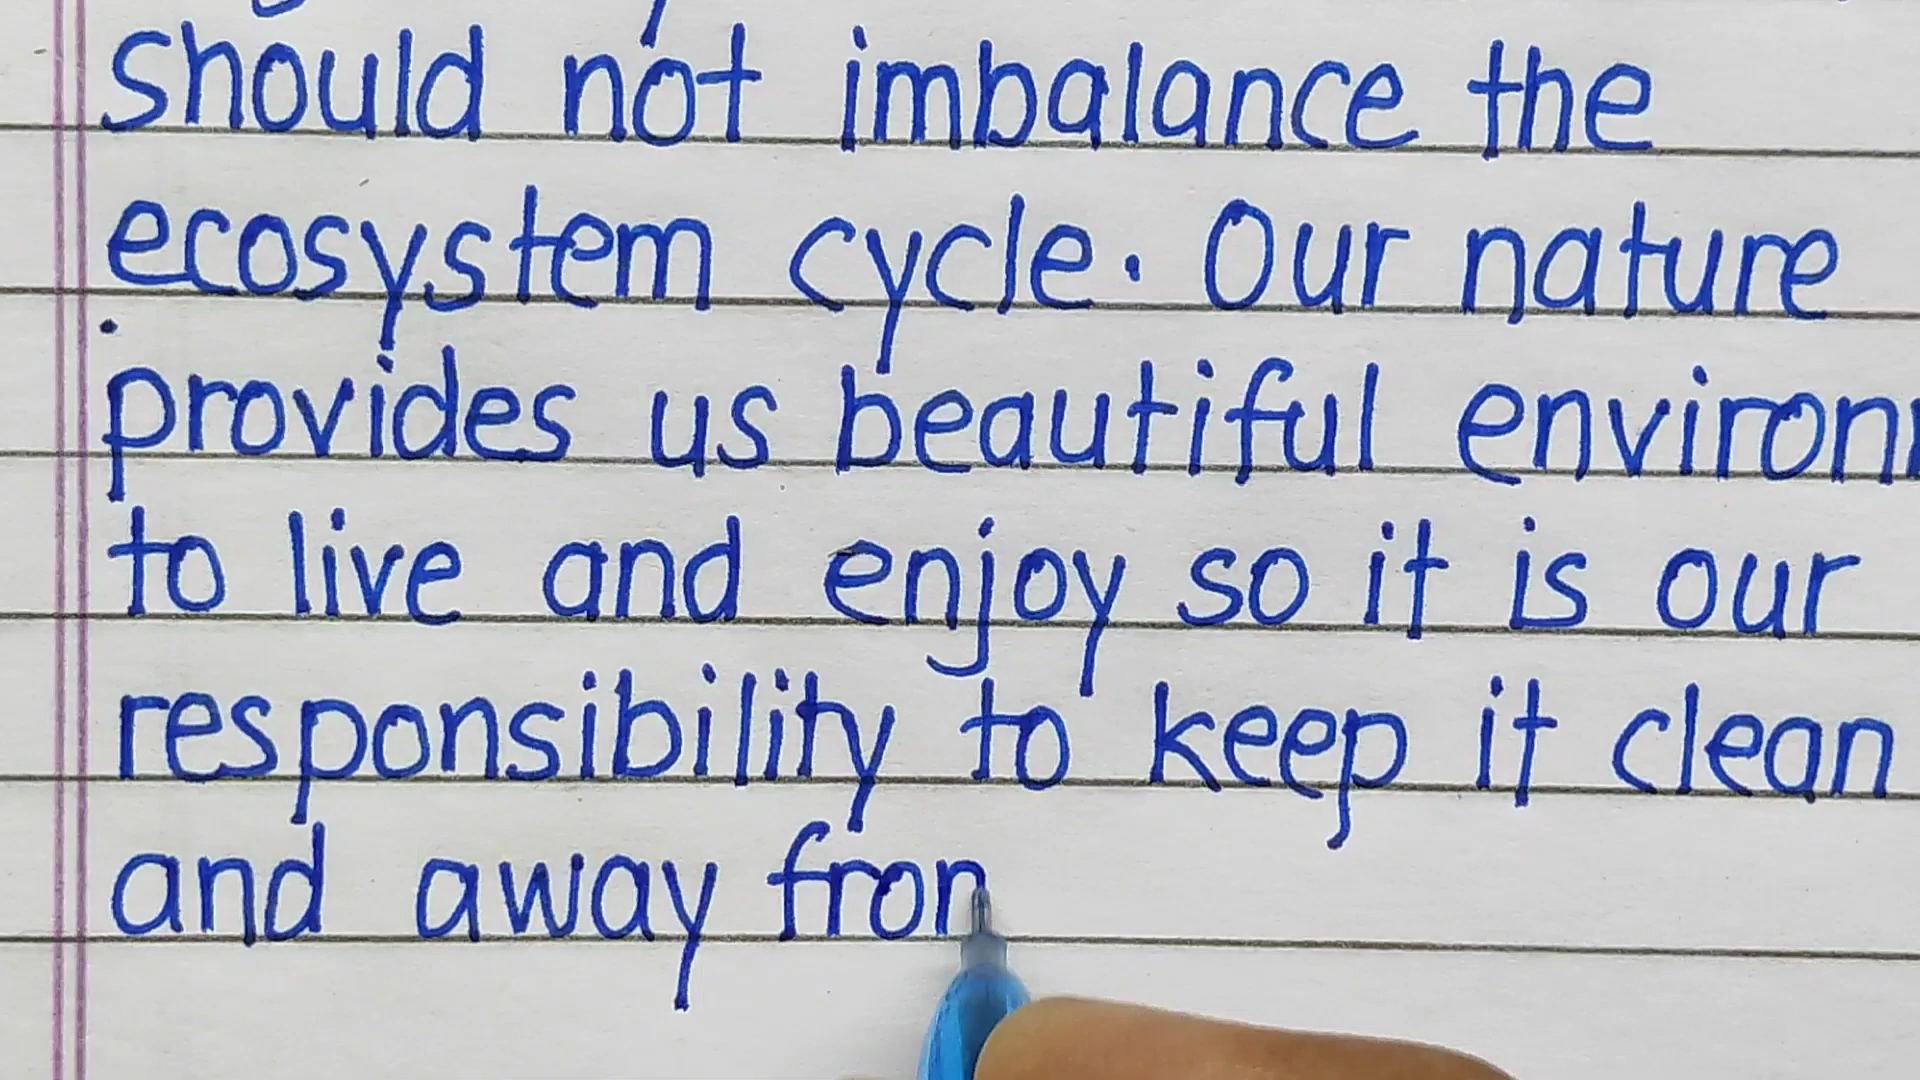 should not imbalance the
ecosystem cycle. Our nature
provides us beautiful environ
to live and enjoy so it is our
responsibility to keep it clean
and away fron